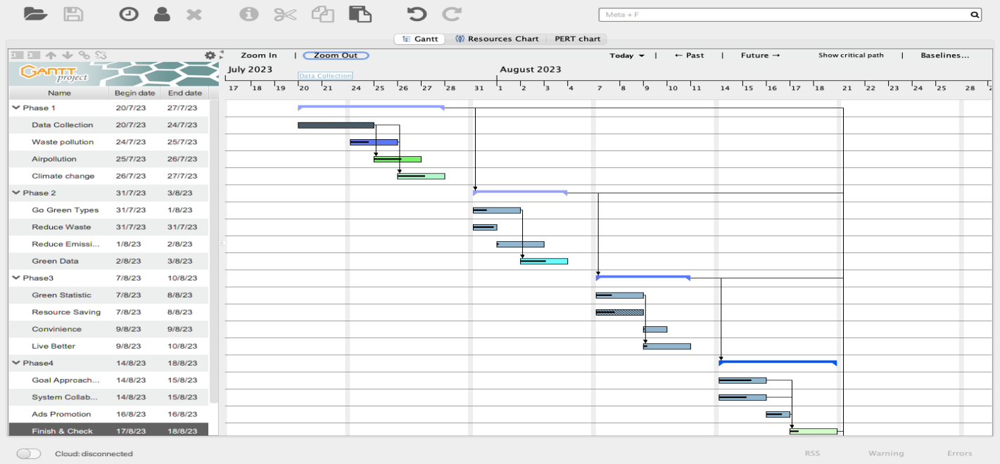 Meta + F
Gantt Resources Chart PERT chart
Zoom In | Zoom Out Today | ← Past Future → | Show critical path | Baselines...
GANTT project
July 2023 August 2023
Data Collection
17 18 19 20 21 24 25 26 27 28 31 1 2 3 4 7 8 9 10 11 14 15 16 17 18 21 22 23 24 25 28
Name Begin date End date
Phase 1 20/7/23 27/7/23
Data Collection 20/7/23 24/7/23
Waste pollution 24/7/23 25/7/23
Airpollution 25/7/23 26/7/23
Climate change 26/7/23 27/7/23
Phase 2 31/7/23 3/8/23
Go Green Types 31/7/23 1/8/23
Reduce Waste 31/7/23 31/7/23
Reduce Emissi... 1/8/23 2/8/23
Green Data 2/8/23 3/8/23
Phase3 7/8/23 10/8/23
Green Statistic 7/8/23 8/8/23
Resource Saving 7/8/23 8/8/23
Convinience 9/8/23 9/8/23
Live Better 9/8/23 10/8/23
Phase4 14/8/23 18/8/23
Goal Approach... 14/8/23 15/8/23
System Collab... 14/8/23 15/8/23
Ads Promotion 16/8/23 16/8/23
Finish & Check 17/8/23 18/8/23
Cloud: disconnected RSS Warning Errors